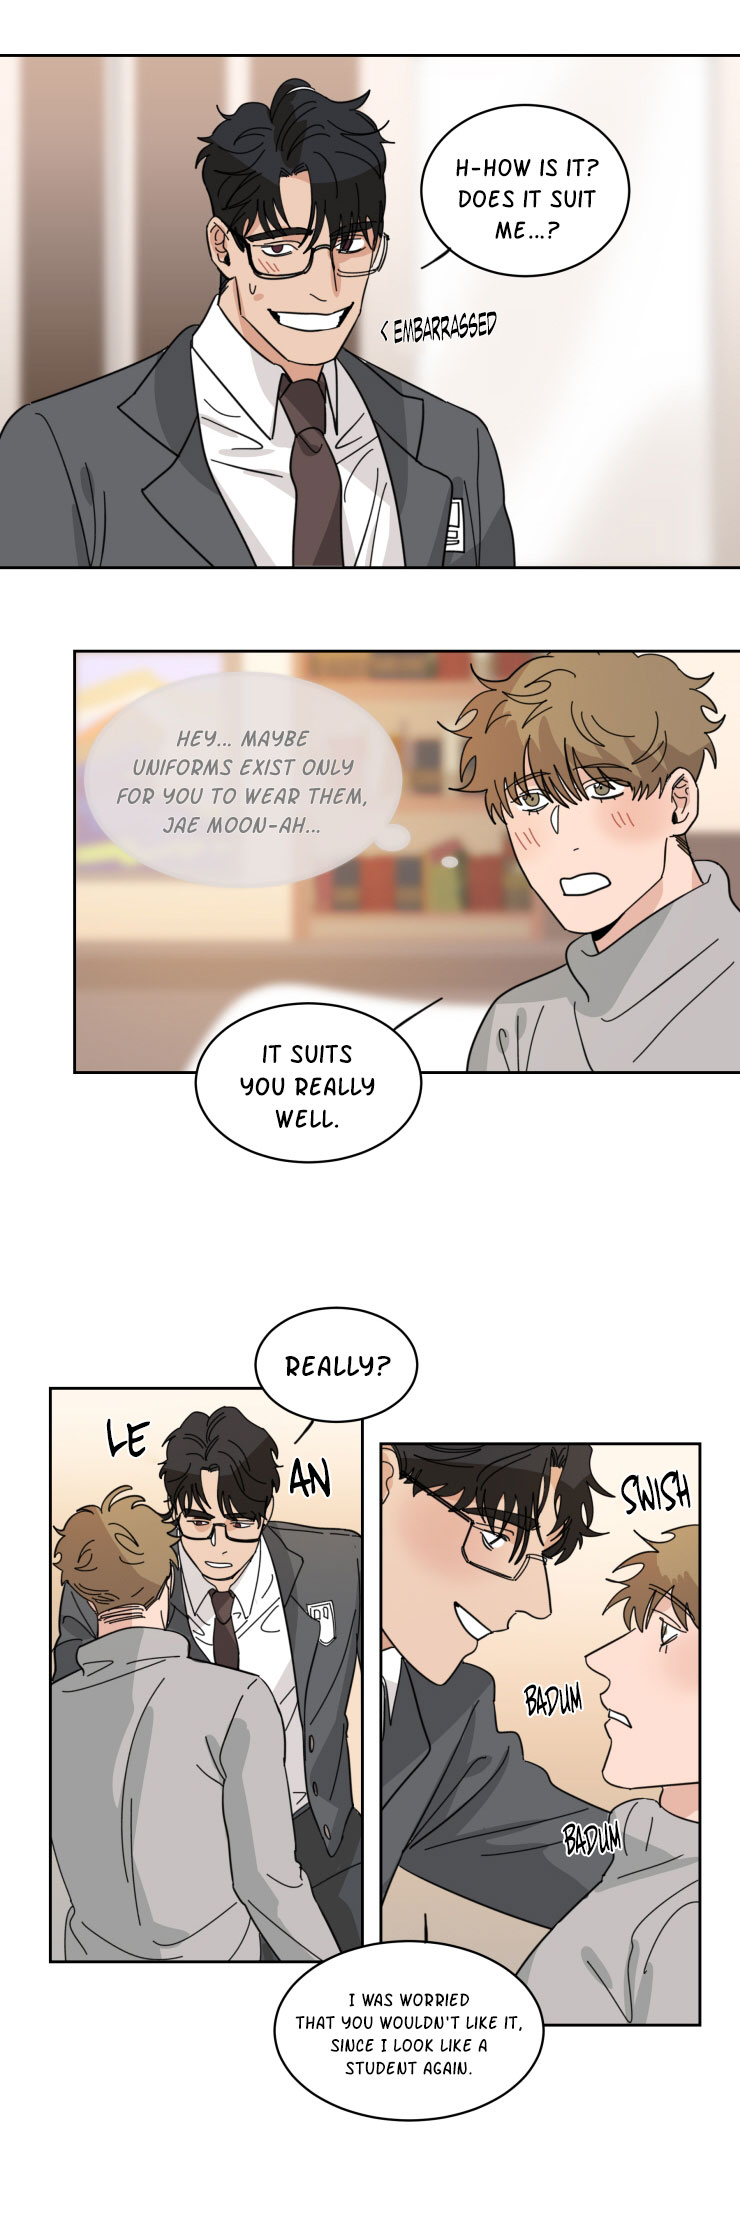 H-HOW IS IT?
DOES IT SUIT
ME...?
< EMBARRASSED
HEY... MAYBE
UNIFORMS EXIST ONLY
FOR YOU TO WEAR THEM,
JAE MOON-AH...
IT SUITS
YOU REALLY
WELL.
REALLY?
LE
AN
SWISH
BADUM
BADUM
I WAS WORRIED
THAT YOU WOULDN'T LIKE IT,
SINCE I LOOK LIKE A
STUDENT AGAIN.